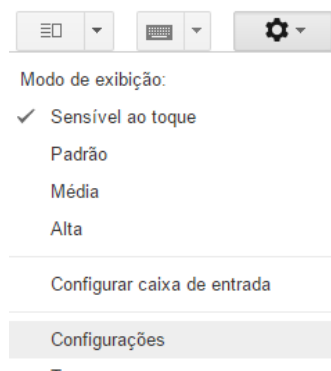 Modo de exibição:
Sensível ao toque
Padrão
Média
Alta
Configurar caixa de entrada
Configurações